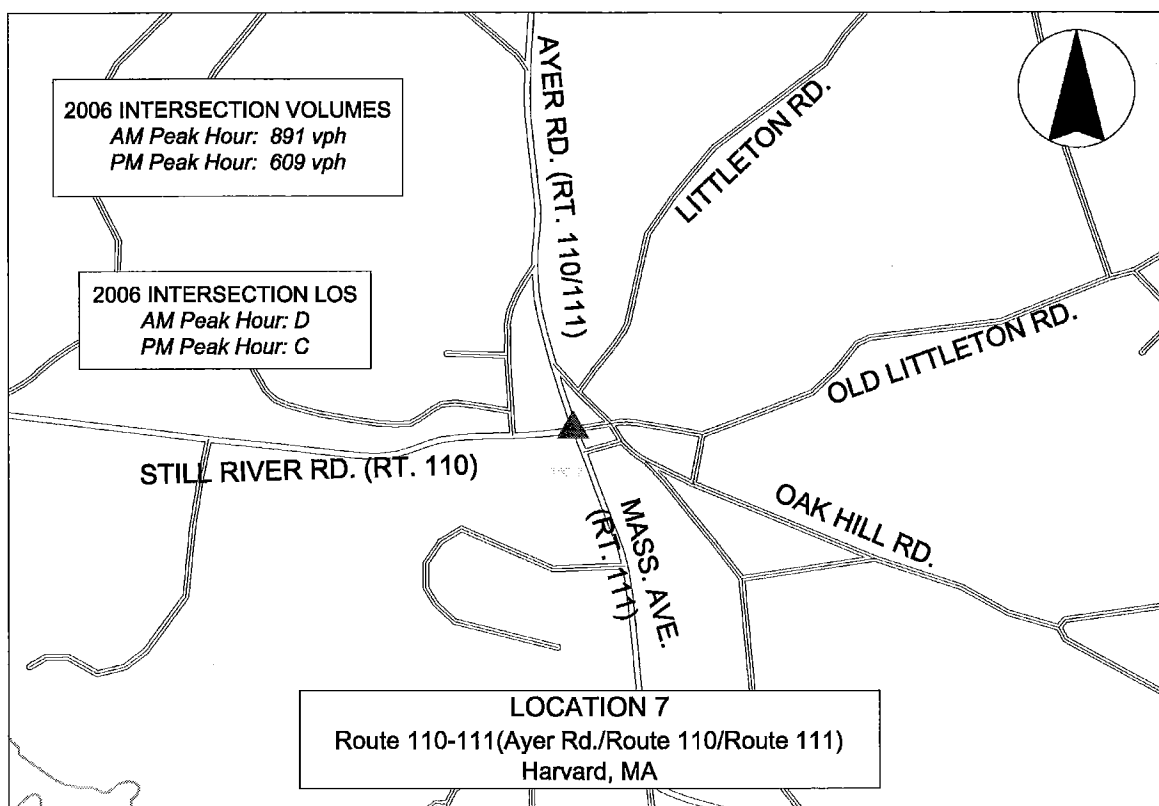 2006 INTERSECTION VOLUMES
AM Peak Hour: 891 vph
PM Peak Hour: 609 vph
AYER RD. (RT. 110/111)
LITTLETON RD.
2006 INTERSECTION LOS
AM Peak Hour: D
PM Peak Hour: C
OLD LITTLETON RD.
STILL RIVER RD. (RT. 110)
OAK HILL RD.
MASS. AVE.
(RT. 111)
LOCATION 7
Route 110-111(Ayer Rd./Route 110/Route 111)
Harvard, MA